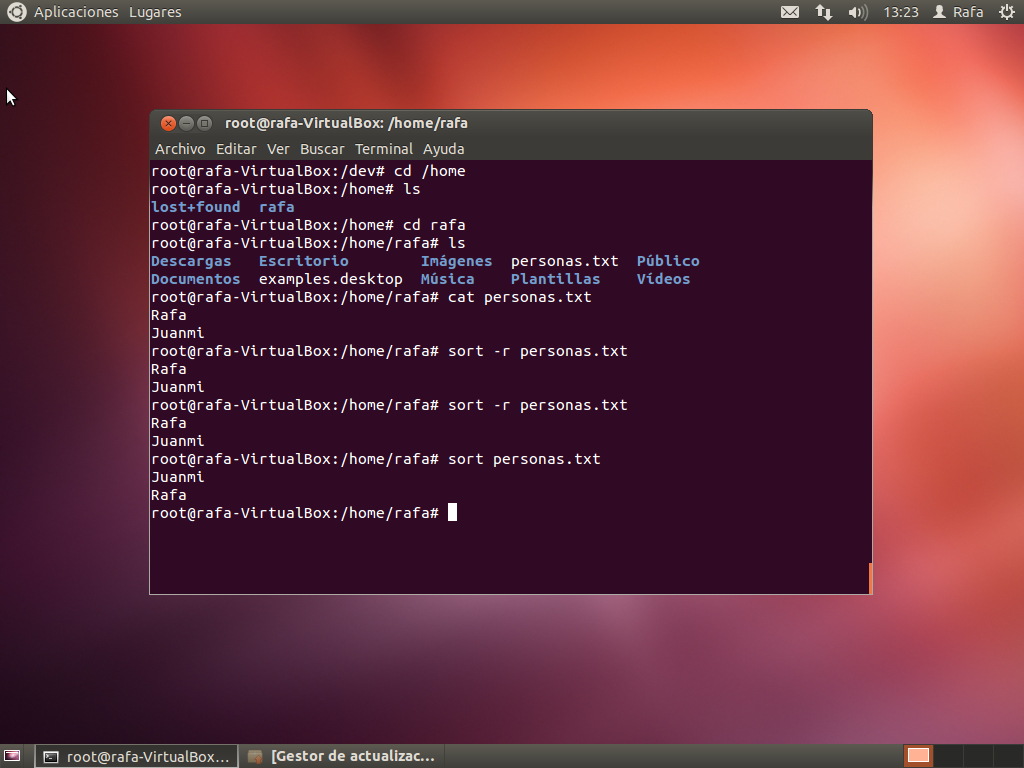 Aplicaciones Lugares 13:23 Rafa
root@rafa-VirtualBox: /home/rafa
Archivo Editar Ver Buscar Terminal Ayuda
root@rafa-VirtualBox:/dev# cd /home
root@rafa-VirtualBox:/home# ls
lost+found rafa
root@rafa-VirtualBox:/home# cd rafa
root@rafa-VirtualBox:/home/rafa# ls
Descargas Escritorio Imágenes personas.txt Público
Documentos examples.desktop Música Plantillas Vídeos
root@rafa-VirtualBox:/home/rafa# cat personas.txt
Rafa
Juanmi
root@rafa-VirtualBox:/home/rafa# sort -r personas.txt
Rafa
Juanmi
root@rafa-VirtualBox:/home/rafa# sort -r personas.txt
Rafa
Juanmi
root@rafa-VirtualBox:/home/rafa# sort personas.txt
Juanmi
Rafa
root@rafa-VirtualBox:/home/rafa#
root@rafa-VirtualBox... [Gestor de actualizac...